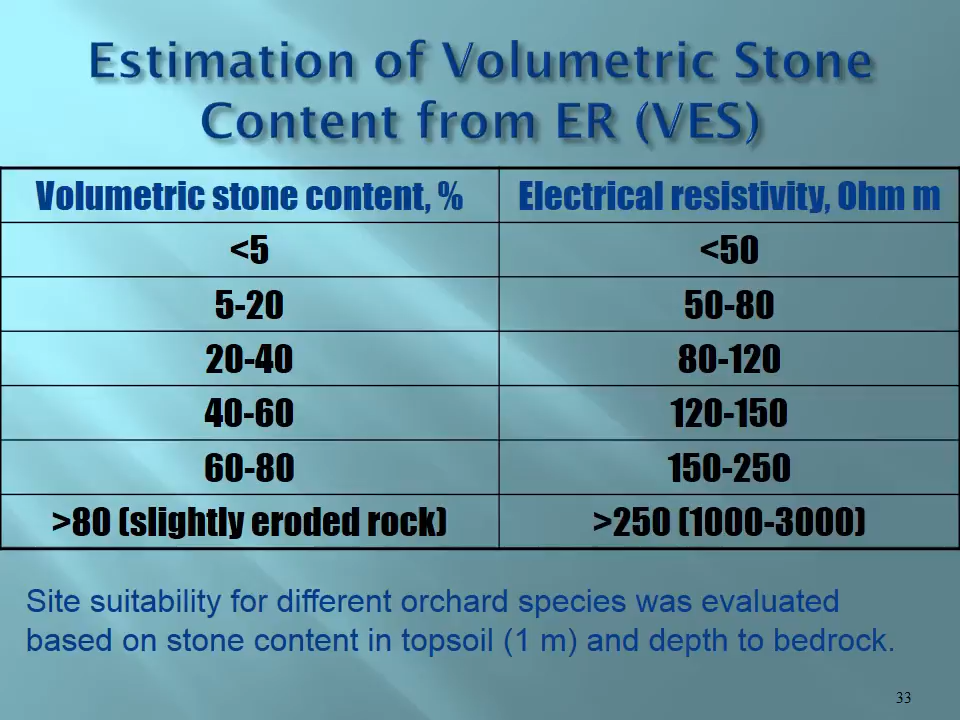 Estimation of Volumetric Stone
Content from ER (VES)
Volumetric stone content, % Electrical resistivity, Ohm m
<5 <50
5-20 50-80
20-40 80-120
40-60 120-150
60-80 150-250
>80 (slightly eroded rock) >250 (1000-3000)
Site suitability for different orchard species was evaluated
based on stone content in topsoil (1 m) and depth to bedrock.
33